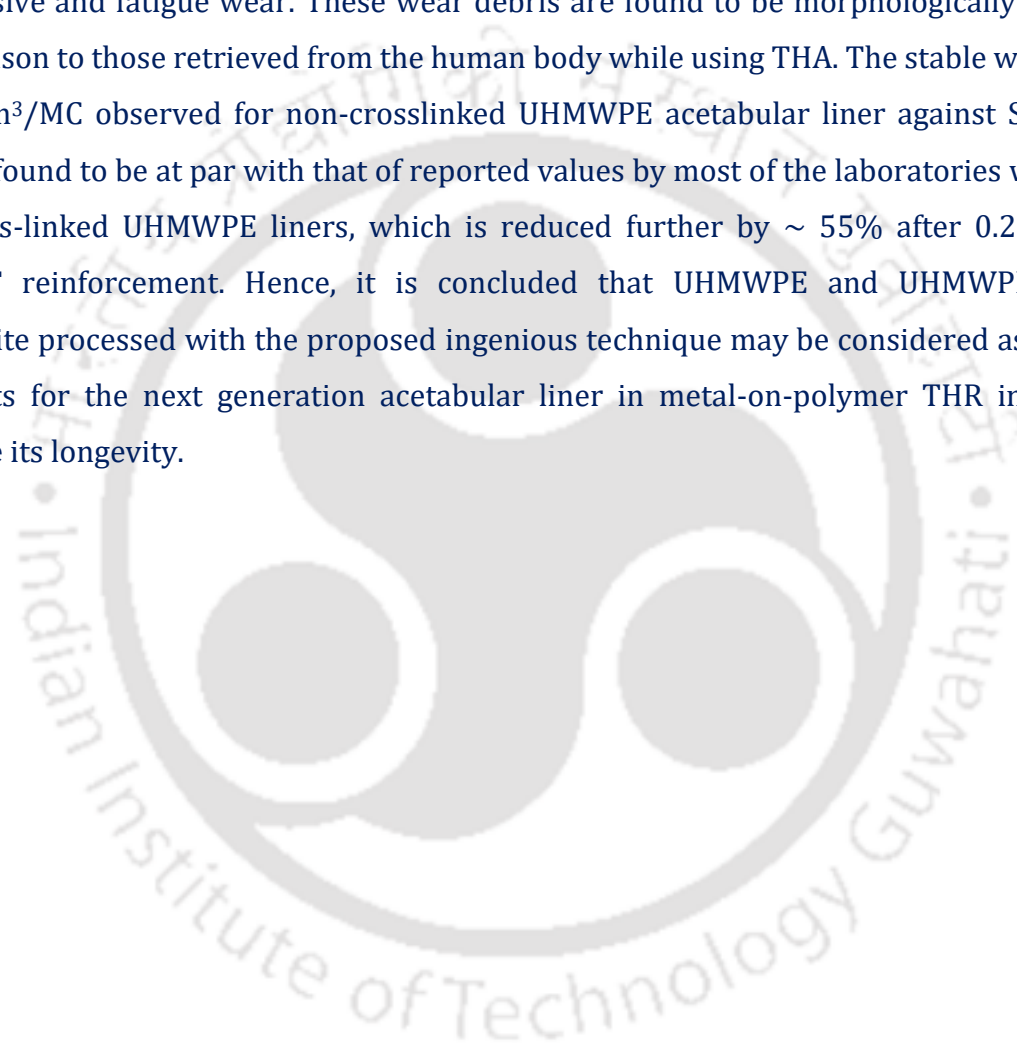 sive and fatigue wear. These wear debris are found to be morphologically
son to those retrieved from the human body while using THA. The stable w
m³/MC observed for non-crosslinked UHMWPE acetabular liner against S
found to be at par with that of reported values by most of the laboratories w
s-linked UHMWPE liners, which is reduced further by ~ 55% after 0.2
reinforcement. Hence, it is concluded that UHMWPE and UHMWP
ite processed with the proposed ingenious technique may be considered as
ts for the next generation acetabular liner in metal-on-polymer THR in
e its longevity.
Indian Institute of Technology Guwahati